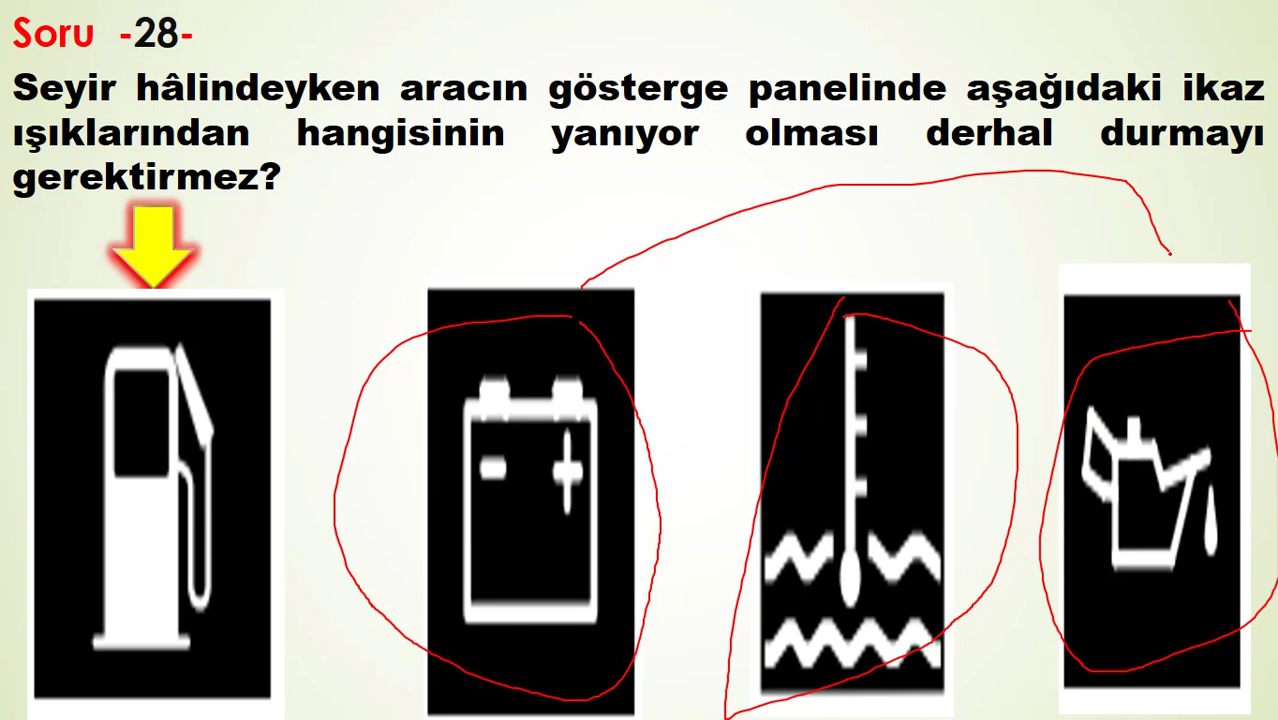 Soru -28-
Seyir hâlindeyken aracın gösterge panelinde aşağıdaki ikaz
ışıklarından hangisinin yanıyor olması derhal durmayı
gerektirmez?